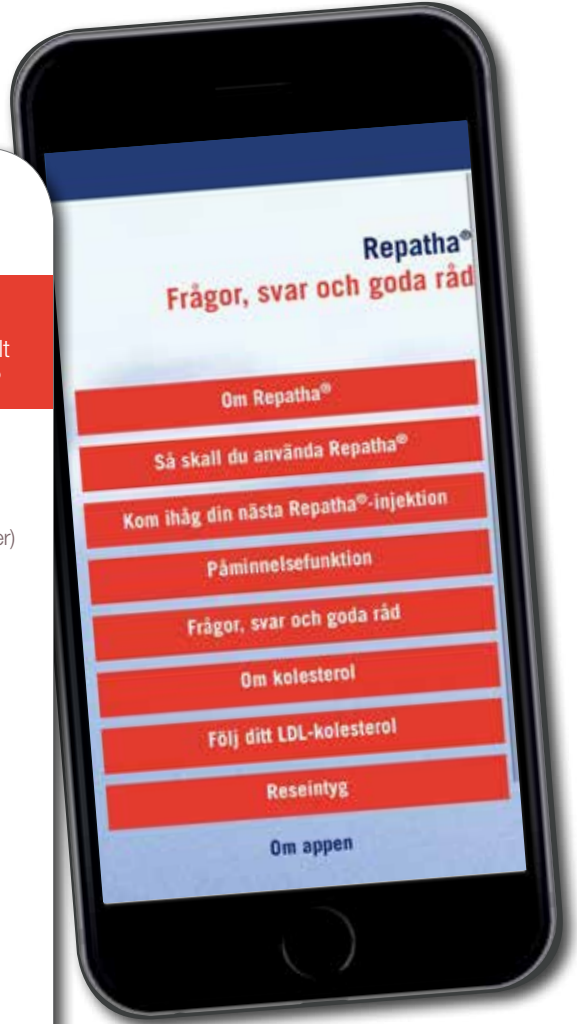 Repatha®
Frågor, svar och goda råd
Om Repatha®
Så skall du använda Repatha®
Kom ihåg din nästa Repatha®-injektion
Påminnelsefunktion
Frågor, svar och goda råd
Om kolesterol
Följ ditt LDL-kolesterol
Reseintyg
Om appen